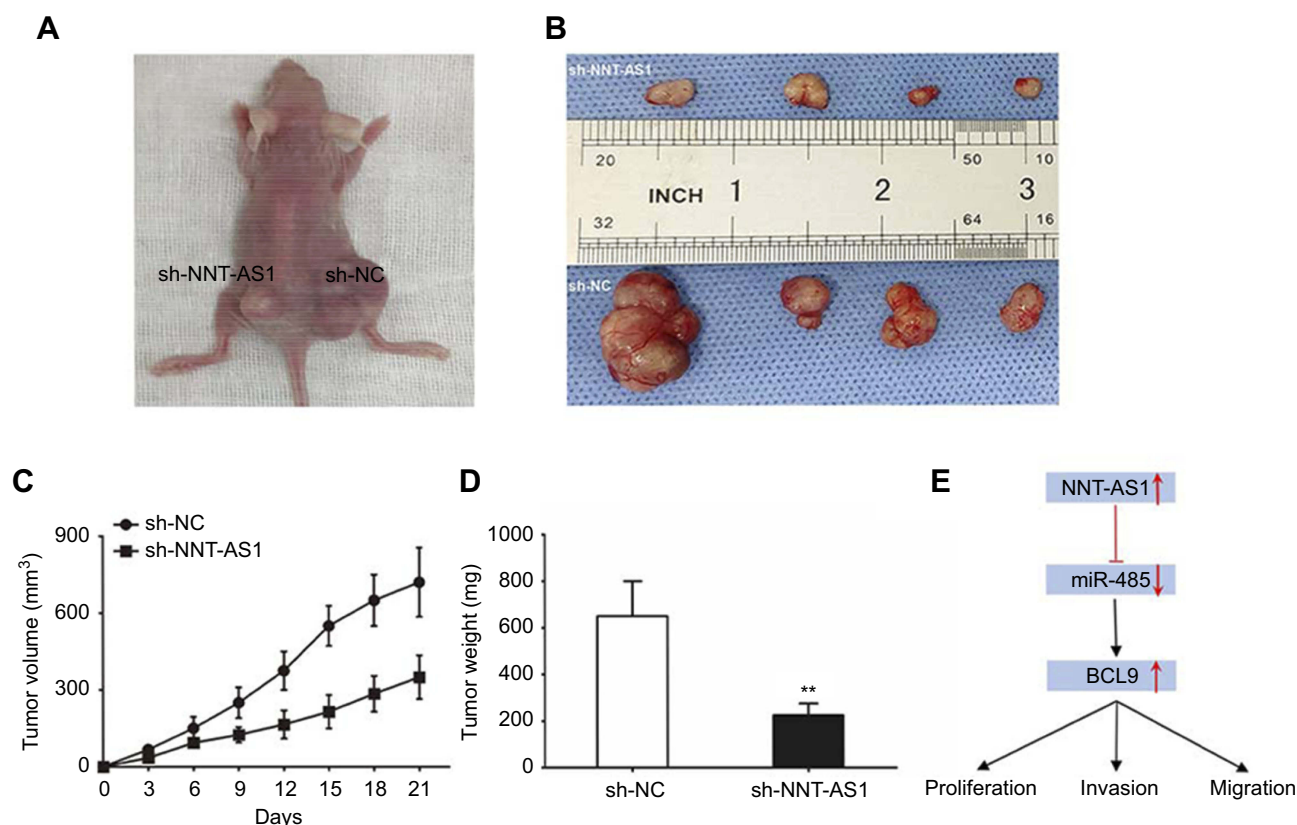 A
sh-NNT-AS1
sh-NC
B
sh-NNT-AS1
20
50
10
INCH
1
2
3
32
64
16
sh-NC
C
sh-NC
sh-NNT-AS1
Tumor volume (mm³)
900
600
300
0
0 3 6 9 12 15 18 21
Days
D
Tumor weight (mg)
1000
800
600
400
200
0
**
sh-NC
sh-NNT-AS1
E
NNT-AS1
miR-485
BCL9
Proliferation Invasion Migration